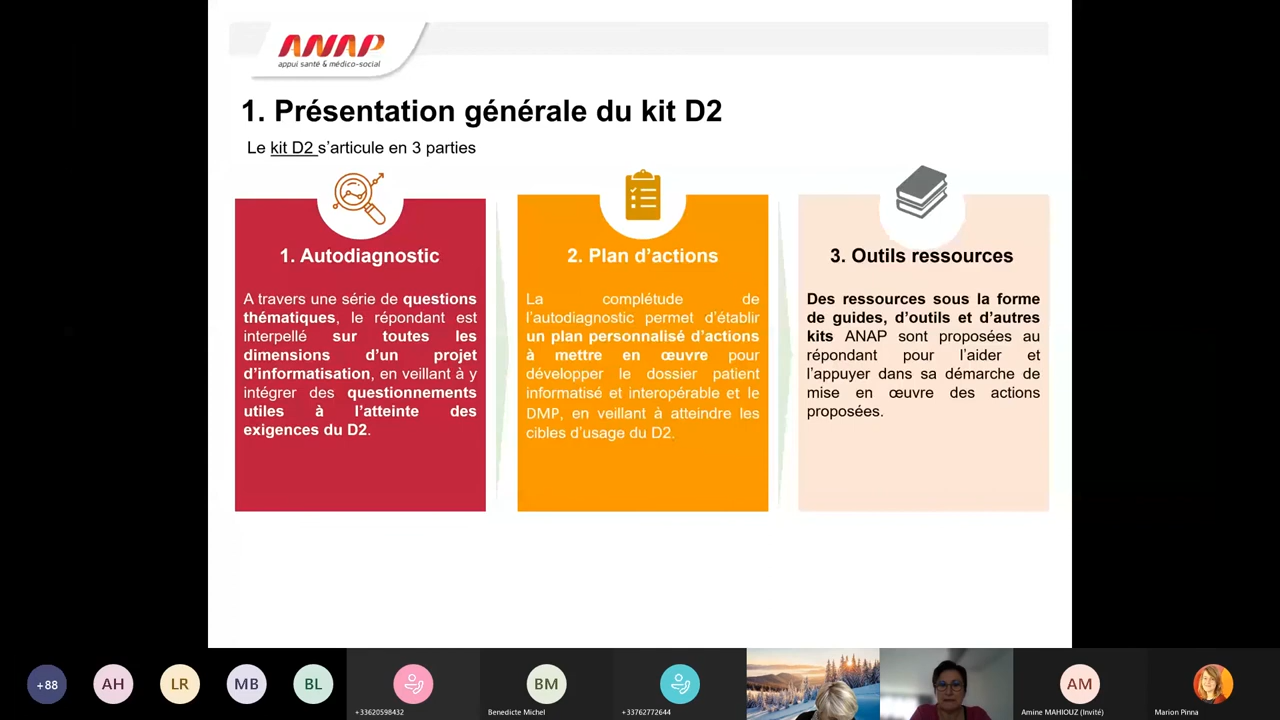 ANAP
appui santé & médico-social
1. Présentation générale du kit D2
Le kit D2 s’articule en 3 parties
1. Autodiagnostic
A travers une série de questions
thématiques, le répondant est
interpellé sur toutes les
dimensions d’un projet
d’informatisation, en veillant à y
intégrer des questionnements
utiles à l’atteinte des
exigences du D2.
2. Plan d’actions
La complétude de
l’autodiagnostic permet d’établir
un plan personnalisé d’actions
à mettre en œuvre pour
développer le dossier patient
informatisé et interopérable et le
DMP, en veillant à atteindre les
cibles d’usage du D2.
3. Outils ressources
Des ressources sous la forme
de guides, d’outils et d’autres
kits ANAP sont proposées au
répondant pour l’aider et
l’appuyer dans sa démarche de
mise en œuvre des actions
proposées.
+88
AH
LR
MB
BL
+33620598432
BM
Benedicte Michel
+33762772644
AM
Amine MAHIOUZ (Invité)
Marion Pinna